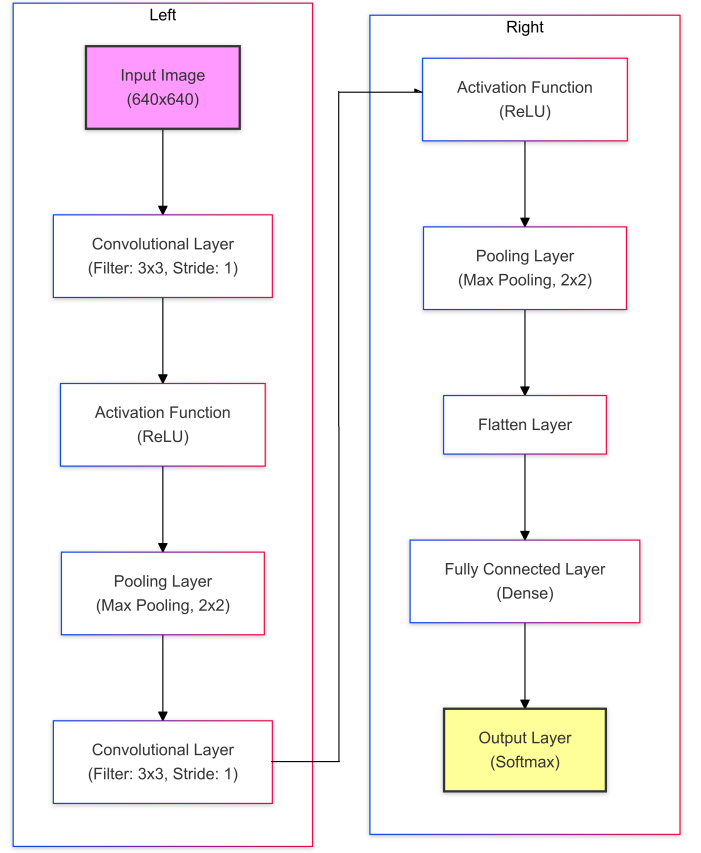 Left
Input Image
(640x640)
Convolutional Layer
(Filter: 3x3, Stride: 1)
Activation Function
(ReLU)
Pooling Layer
(Max Pooling, 2x2)
Convolutional Layer
(Filter: 3x3, Stride: 1)
Right
Activation Function
(ReLU)
Pooling Layer
(Max Pooling, 2x2)
Flatten Layer
Fully Connected Layer
(Dense)
Output Layer
(Softmax)